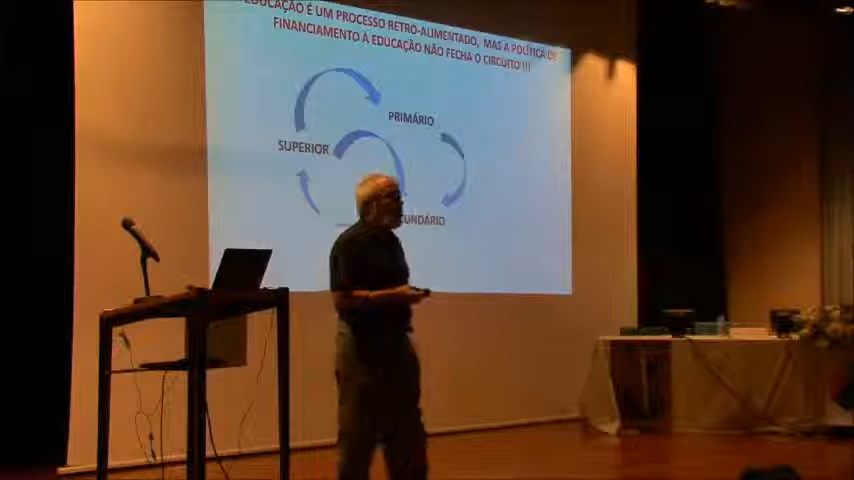 EDUCAÇÃO É UM PROCESSO RETRO-ALIMENTADO, MAS A POLÍTICA DE
FINANCIAMENTO À EDUCAÇÃO NÃO FECHA O CIRCUITO !!!
PRIMÁRIO
SUPERIOR
CUNDÁRIO